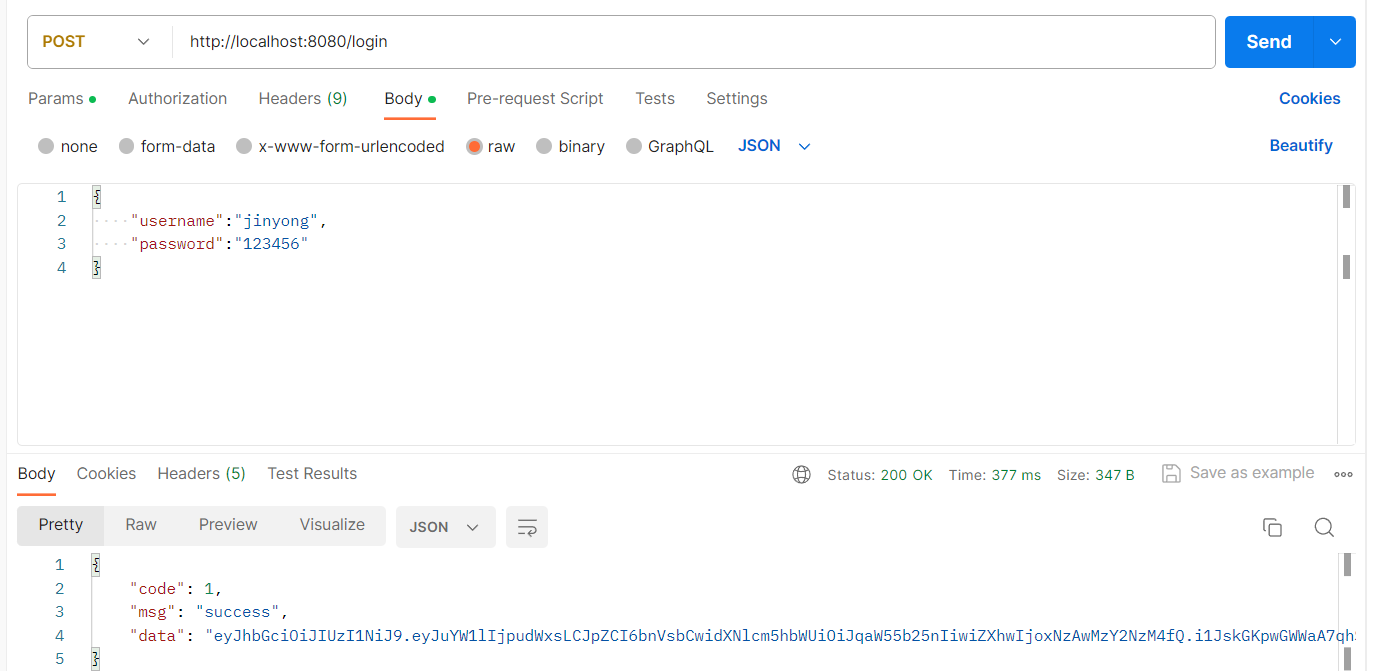 POST http://localhost:8080/login Send
Params Authorization Headers (9) Body Pre-request Script Tests Settings Cookies
none form-data x-www-form-urlencoded raw binary GraphQL JSON Beautify
1 {
2 ····"username":"jinyong",
3 ····"password":"123456"
4 }
Body Cookies Headers (5) Test Results Status: 200 OK Time: 377 ms Size: 347 B Save as example
Pretty Raw Preview Visualize JSON
1 {
2 "code": 1,
3 "msg": "success",
4 "data": "eyJhbGciOiJIUzI1NiJ9.eyJuYW1lIjpudWxsLCJpZCI6bnVsbCwidXNlcm5hbWUiOiJqaW55b25nIiwiZXhwIjoxNzAwMzY2NzM4fQ.i1JskGKpwGWWaA7qh
5 }